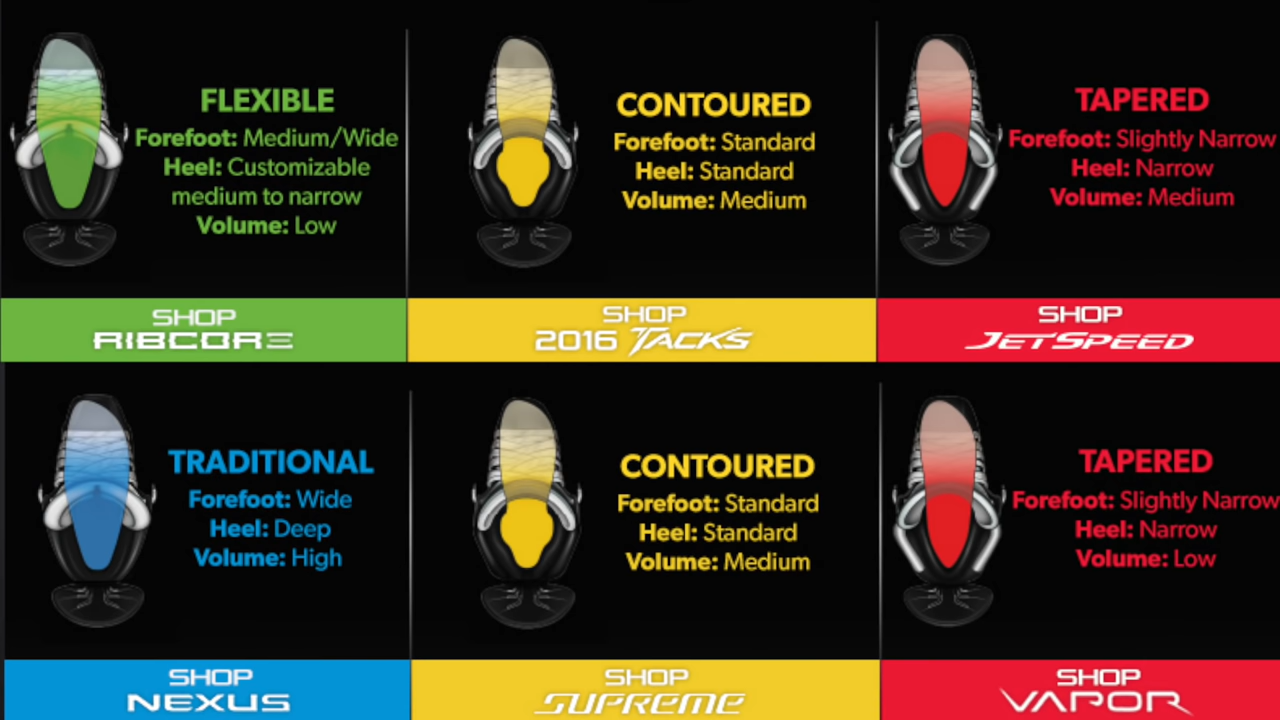 FLEXIBLE
Forefoot: Medium/Wide
Heel: Customizable
medium to narrow
Volume: Low
SHOP
RIBCORE
CONTOURED
Forefoot: Standard
Heel: Standard
Volume: Medium
SHOP
2016 TACKS
TAPERED
Forefoot: Slightly Narrow
Heel: Narrow
Volume: Medium
SHOP
JETSPEED
TRADITIONAL
Forefoot: Wide
Heel: Deep
Volume: High
SHOP
NEXUS
CONTOURED
Forefoot: Standard
Heel: Standard
Volume: Medium
SHOP
SUPREME
TAPERED
Forefoot: Slightly Narrow
Heel: Narrow
Volume: Low
SHOP
VAPOR